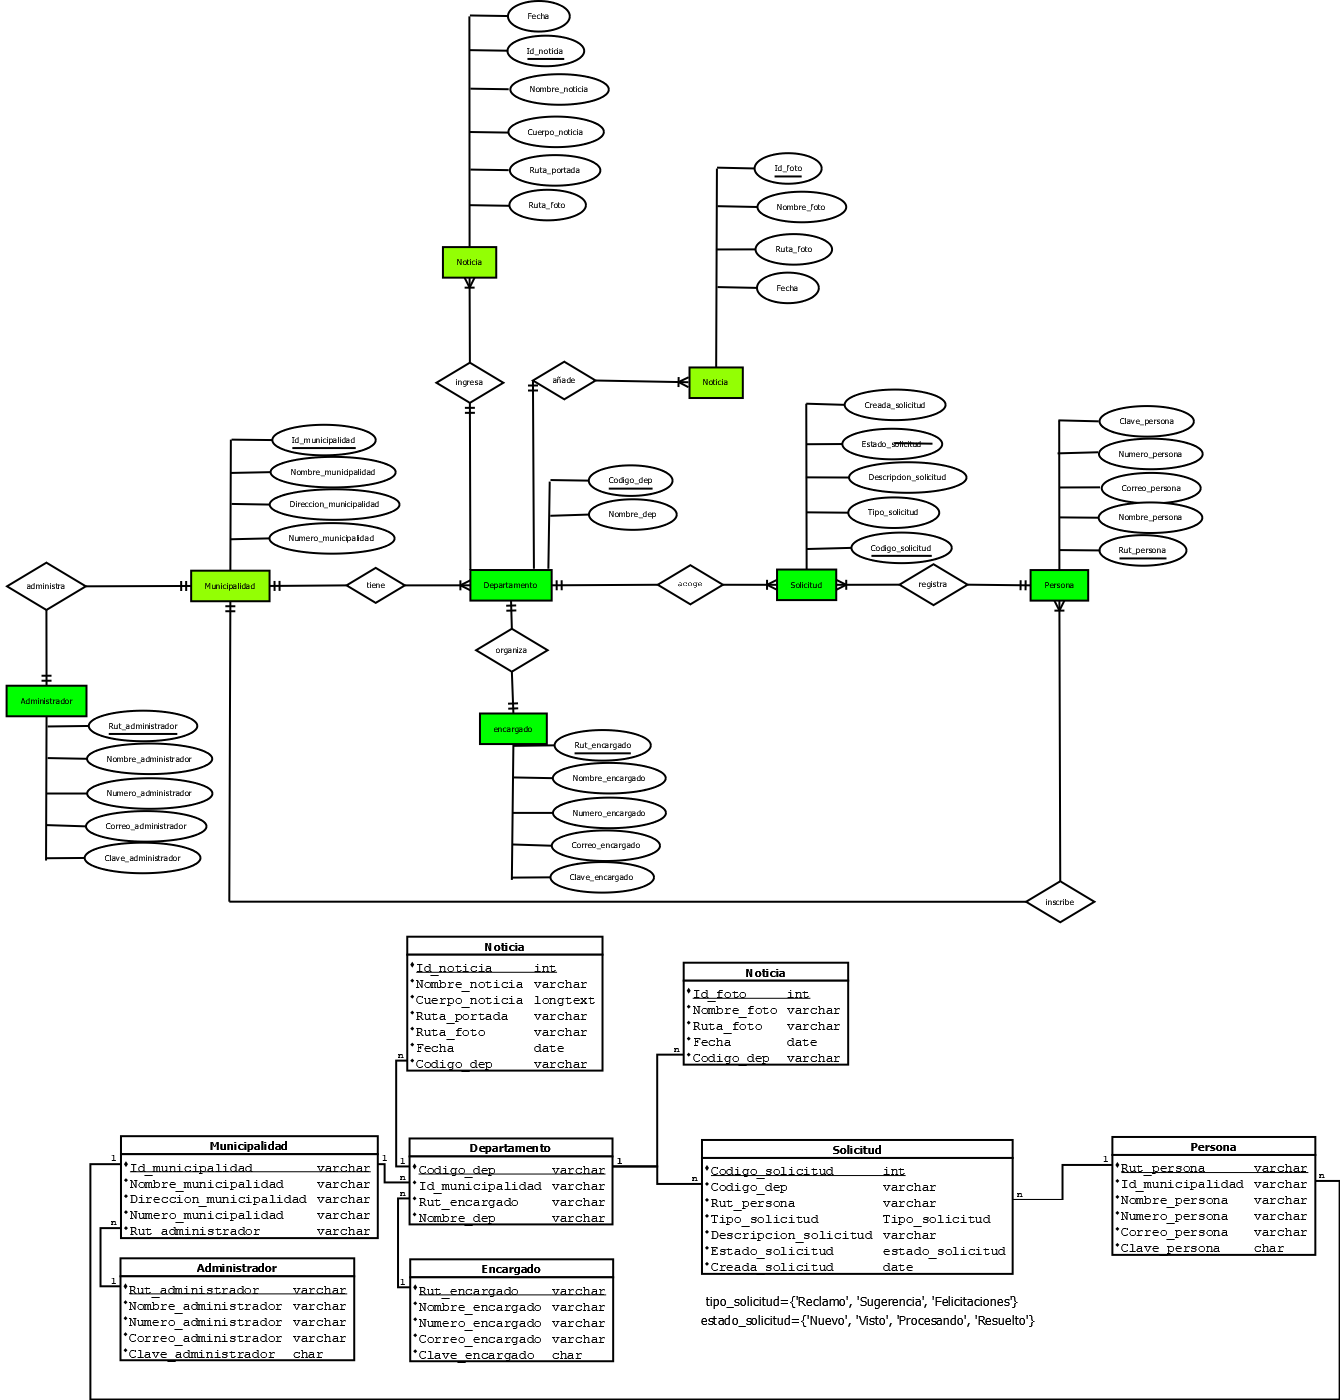 Fecha
Id_noticia
Nombre_noticia
Cuerpo_noticia
Ruta_portada
Ruta_foto
Noticia
Id_foto
Nombre_foto
Ruta_foto
Fecha
ingresa
añade
Noticia
Creada_solicitud
Estado_solicitud
Descripcion_solicitud
Tipo_solicitud
Codigo_solicitud
Clave_persona
Numero_persona
Correo_persona
Nombre_persona
Rut_persona
Id_municipalidad
Nombre_municipalidad
Direccion_municipalidad
Numero_municipalidad
Codigo_dep
Nombre_dep
administra
Municipalidad
tiene
Departamento
acoge
Solicitud
registra
Persona
organiza
Administrador
Rut_administrador
Nombre_administrador
Numero_administrador
Correo_administrador
Clave_administrador
encargado
Rut_encargado
Nombre_encargado
Numero_encargado
Correo_encargado
Clave_encargado
inscribe
Noticia
Id_noticia int
Nombre_noticia varchar
Cuerpo_noticia longtext
Ruta_portada varchar
Ruta_foto varchar
Fecha date
n
Codigo_dep varchar
Noticia
Id_foto int
Nombre_foto varchar
Ruta_foto varchar
Fecha date
n
Codigo_dep varchar
Municipalidad
1
Id_municipalidad varchar
1
Nombre_municipalidad varchar
Direccion_municipalidad varchar
Numero_municipalidad varchar
n
Rut_administrador varchar
Departamento
1
Codigo_dep varchar
1
n
Id_municipalidad varchar
n
Rut_encargado varchar
Nombre_dep varchar
Solicitud
Codigo_solicitud int
n
Codigo_dep varchar
Rut_persona varchar
n
Tipo_solicitud Tipo_solicitud
Descripcion_solicitud varchar
Estado_solicitud estado_solicitud
Creada_solicitud date
Persona
1
Rut_persona varchar
n
Id_municipalidad varchar
Nombre_persona varchar
Numero_persona varchar
Correo_persona varchar
Clave_persona char
Administrador
1
Rut_administrador varchar
Nombre_administrador varchar
Numero_administrador varchar
Correo_administrador varchar
Clave_administrador char
Encargado
1
Rut_encargado varchar
Nombre_encargado varchar
Numero_encargado varchar
Correo_encargado varchar
Clave_encargado char
tipo_solicitud={'Reclamo', 'Sugerencia', 'Felicitaciones'}
estado_solicitud={'Nuevo', 'Visto', 'Procesando', 'Resuelto'}